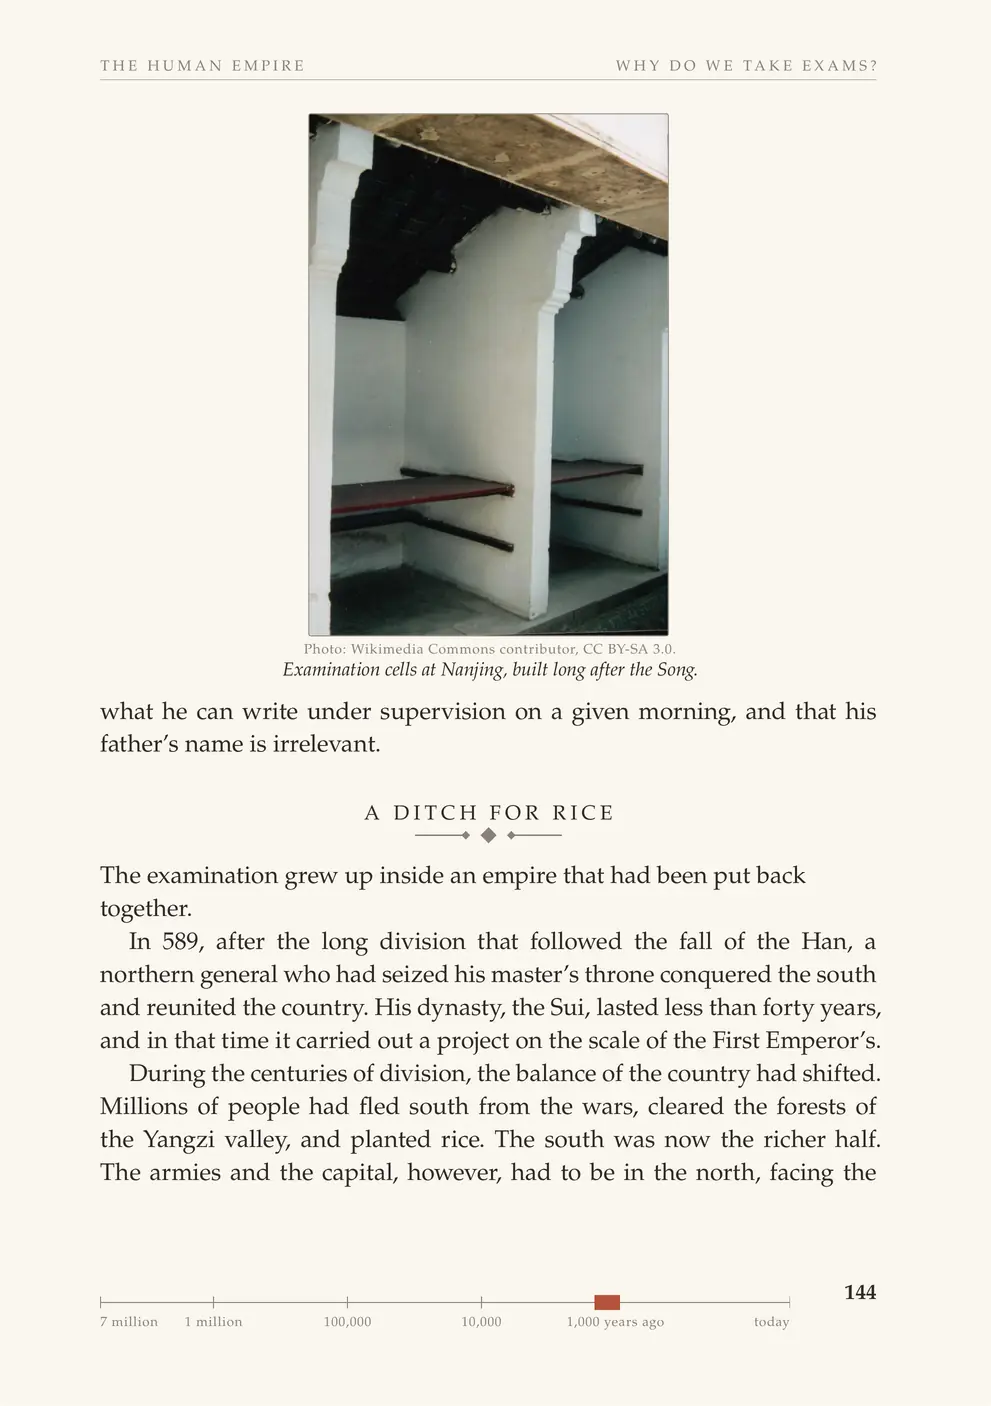 THE HUMAN EMPIRE
WHY DO WE TAKE EXAMS?
Photo: Wikimedia Commons contributor, CC BY-SA 3.0.
Examination cells at Nanjing, built long after the Song.
what he can write under supervision on a given morning, and that his
father’s name is irrelevant.
A DITCH FOR RICE
The examination grew up inside an empire that had been put back
together.
In 589, after the long division that followed the fall of the Han, a
northern general who had seized his master’s throne conquered the south
and reunited the country. His dynasty, the Sui, lasted less than forty years,
and in that time it carried out a project on the scale of the First Emperor’s.
During the centuries of division, the balance of the country had shifted.
Millions of people had fled south from the wars, cleared the forests of
the Yangzi valley, and planted rice. The south was now the richer half.
The armies and the capital, however, had to be in the north, facing the
144
7 million 1 million 100,000 10,000 1,000 years ago today